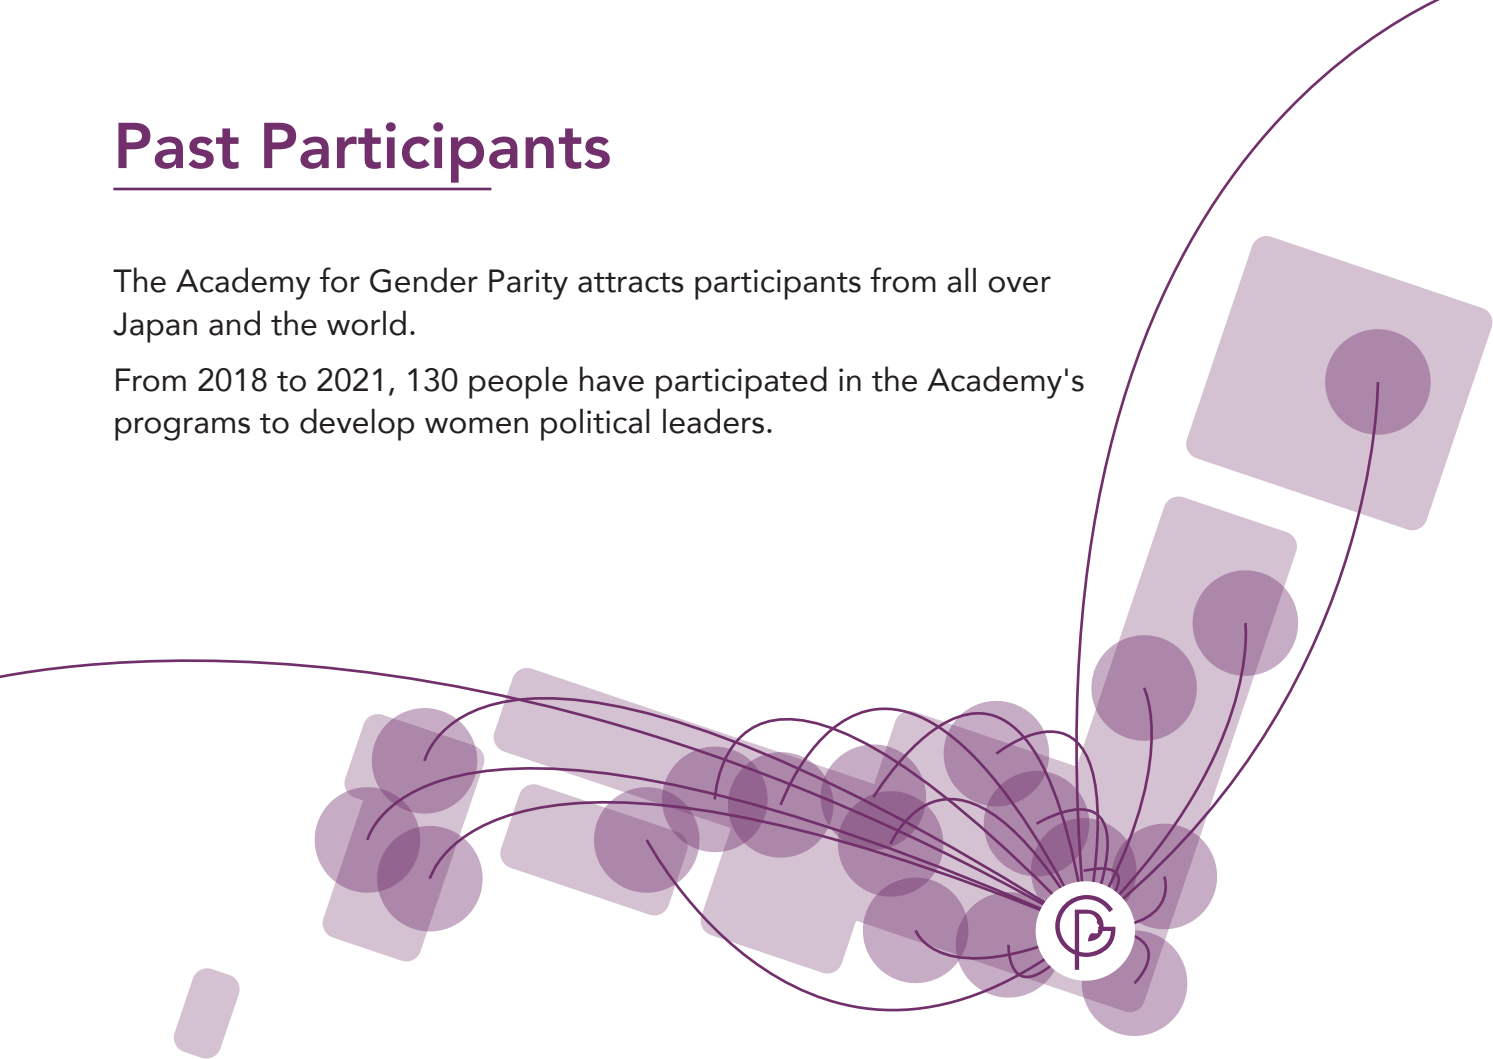 Past Participants
The Academy for Gender Parity attracts participants from all over
Japan and the world.
From 2018 to 2021, 130 people have participated in the Academy's
programs to develop women political leaders.